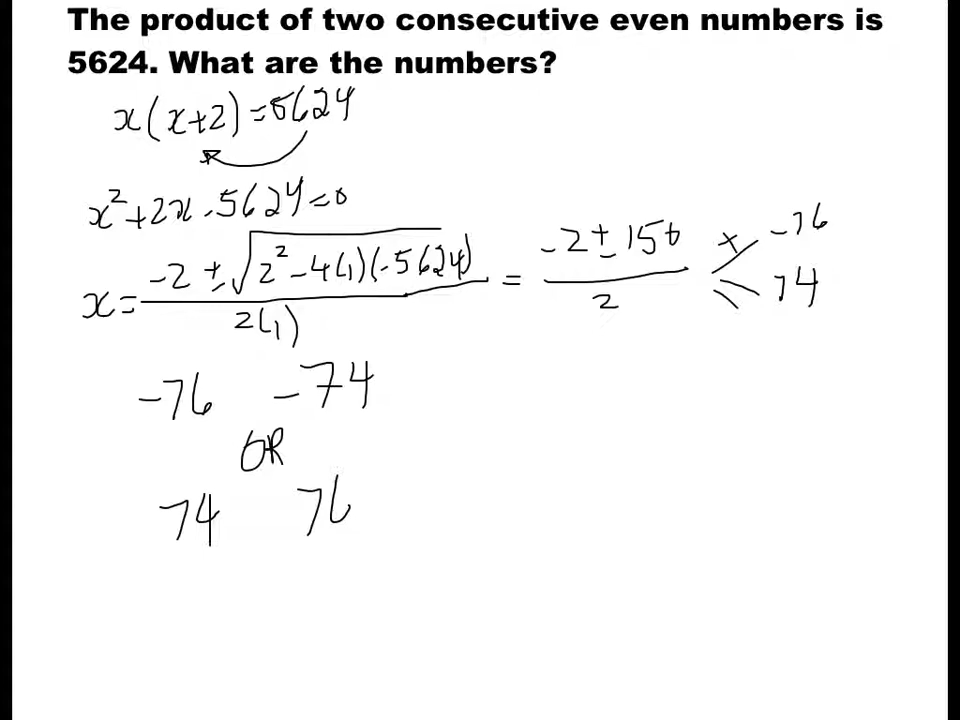 The product of two consecutive even numbers is
5624. What are the numbers?
x(x+2)=5624
x²+2x-5624=0
x= -2 ± √2²-4(1)(-5624) / 2(1) = -2 ± 150 / 2 + -76
- 74
-76 -74
OR
74 76